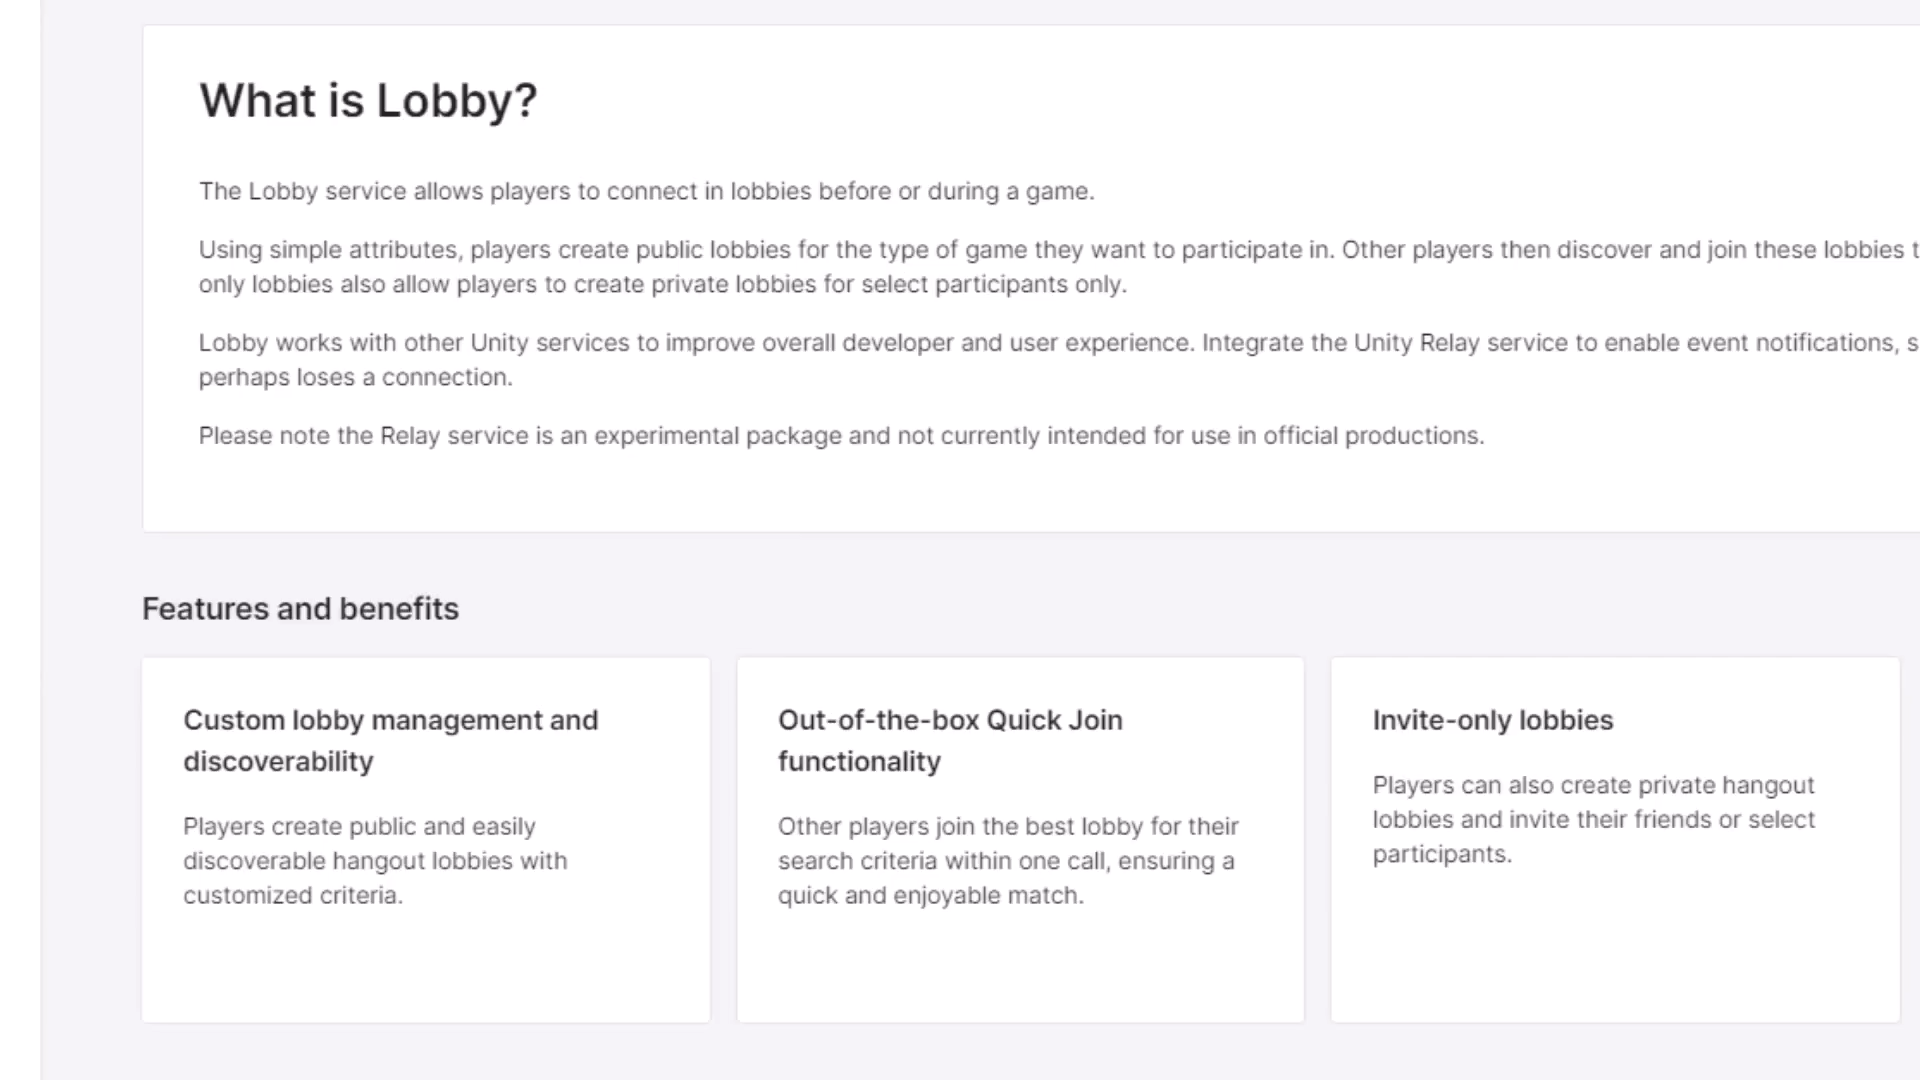 What is Lobby?
The Lobby service allows players to connect in lobbies before or during a game.
Using simple attributes, players create public lobbies for the type of game they want to participate in. Other players then discover and join these lobbies
only lobbies also allow players to create private lobbies for select participants only.
Lobby works with other Unity services to improve overall developer and user experience. Integrate the Unity Relay service to enable event notifications,
perhaps loses a connection.
Please note the Relay service is an experimental package and not currently intended for use in official productions.
Features and benefits
Custom lobby management and
discoverability
Players create public and easily
discoverable hangout lobbies with
customized criteria.
Out-of-the-box Quick Join
functionality
Other players join the best lobby for their
search criteria within one call, ensuring a
quick and enjoyable match.
Invite-only lobbies
Players can also create private hangout
lobbies and invite their friends or select
participants.